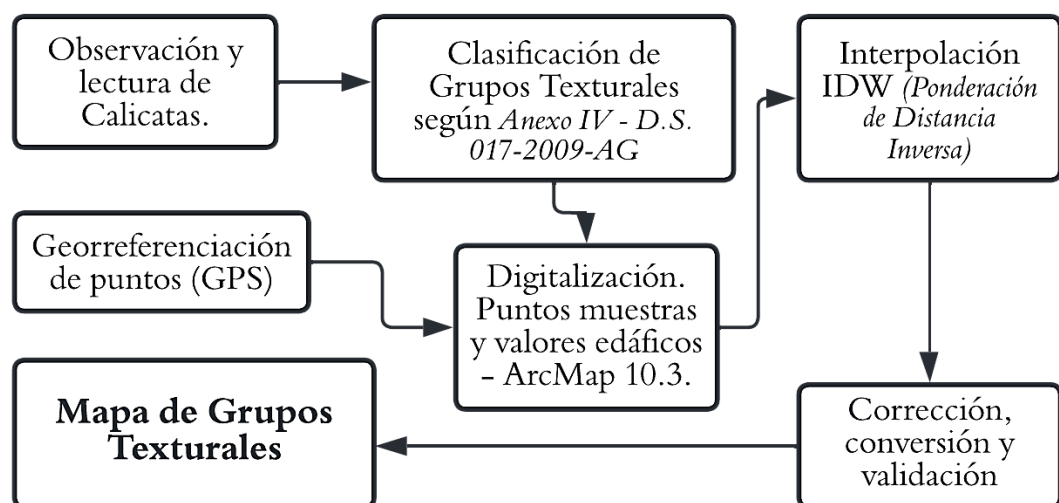 Observación y
lectura de
Calicatas.
Clasificación de
Grupos Texturales
según Anexo IV - D.S.
017-2009-AG
Interpolación
IDW (Ponderación
de Distancia
Inversa)
Georreferenciación
de puntos (GPS)
Digitalización.
Puntos muestras
y valores edáficos
– ArcMap 10.3.
Mapa de Grupos
Texturales
Corrección,
conversión y
validación